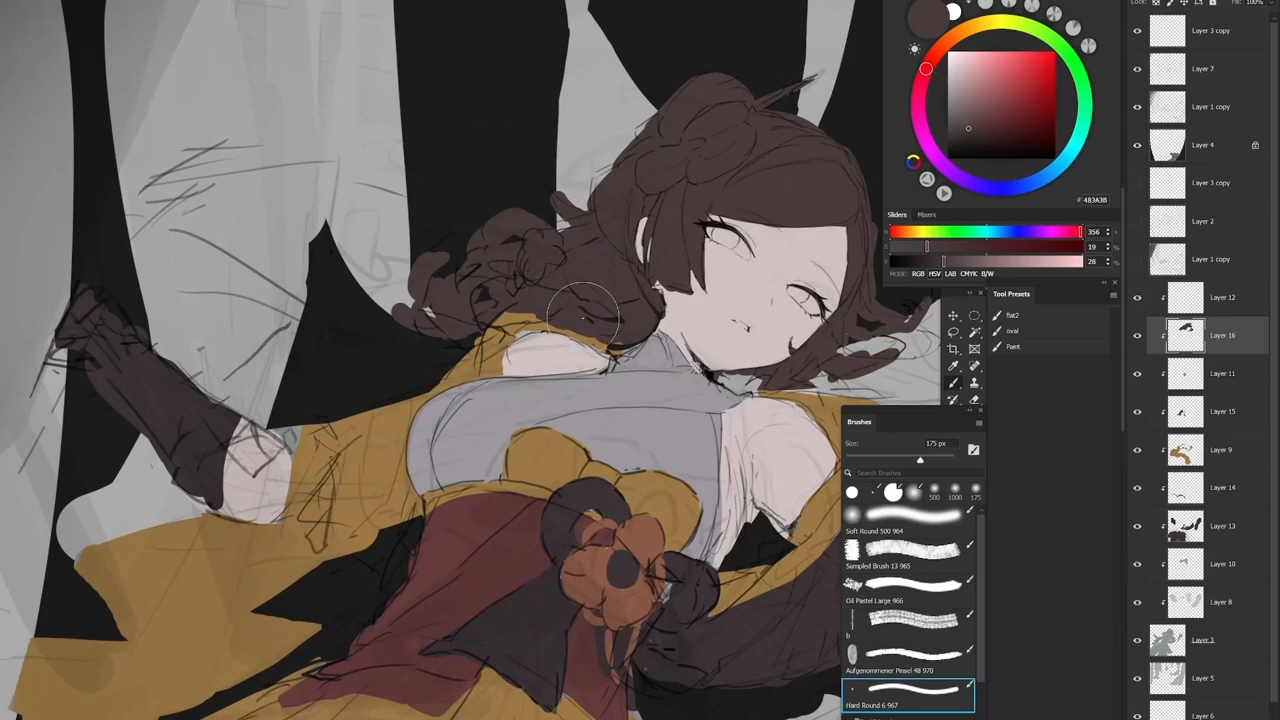 Lock:
Fill: 100%
Layer 3 copy
Layer 7
Layer 1 copy
Layer 4
Layer 3 copy
Layer 2
Layer 1 copy
Layer 12
Layer 16
Layer 11
Layer 15
Layer 9
Layer 14
Layer 13
Layer 10
Layer 8
Layer 3
Layer 5
Layer 6
# 483A3B
Sliders Mixers
H 356 °
S 19 %
V 28 %
MODE: RGB HSV LAB CMYK B/W
Tool Presets
flat2
oval
Paint
Brushes
Size: 175 px
Search Brushes
500 1000 175
Soft Round 500 964
Sampled Brush 13 965
Oil Pastel Large 966
b
Aufgenommener Pinsel 48 970
Hard Round 6 967